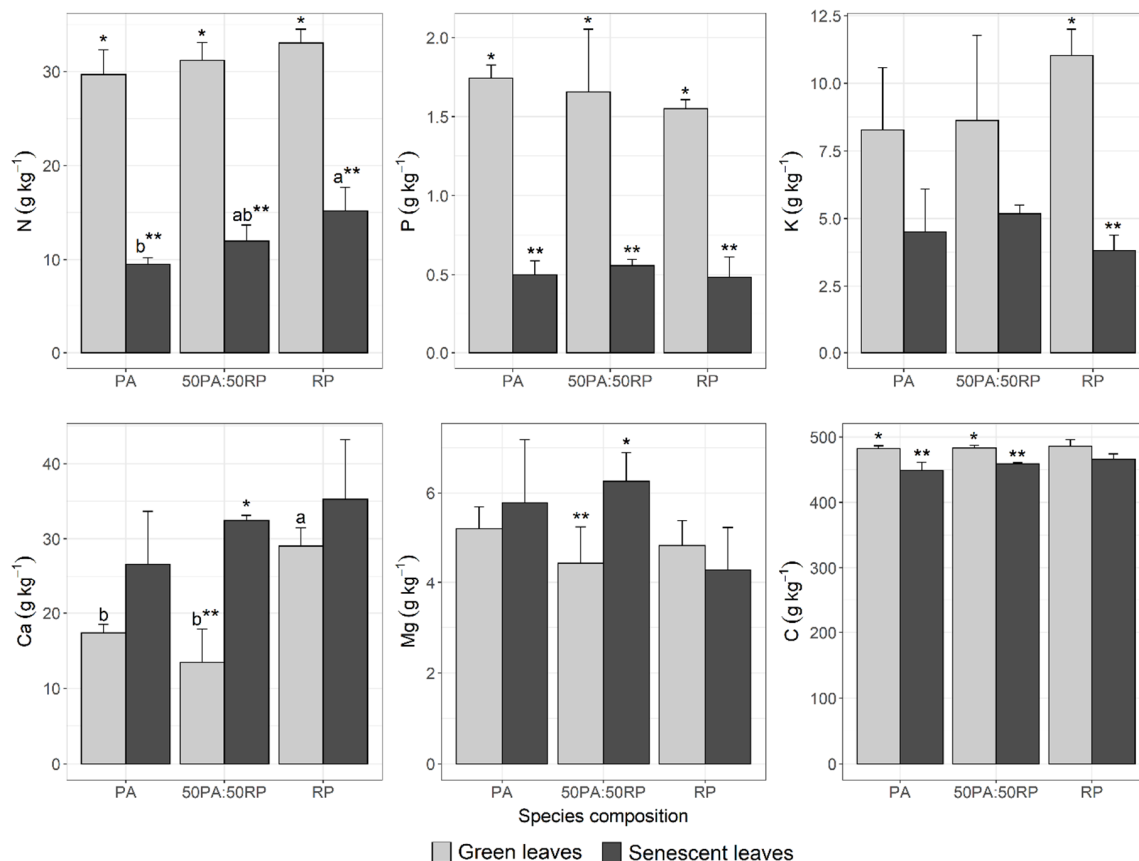 N (g kg⁻¹)
30
20
10
0
*
*
*
b**
ab**
a**
PA
50PA:50RP
RP
P (g kg⁻¹)
2.0
1.5
1.0
0.5
0.0
*
*
*
**
**
**
PA
50PA:50RP
RP
K (g kg⁻¹)
12.5
10.0
7.5
5.0
2.5
0.0
*
**
PA
50PA:50RP
RP
Ca (g kg⁻¹)
40
30
20
10
0
b
b**
*
a
PA
50PA:50RP
RP
Mg (g kg⁻¹)
6
4
2
0
**
*
PA
50PA:50RP
RP
C (g kg⁻¹)
500
400
300
200
100
0
*
**
*
**
PA
50PA:50RP
RP
Species composition
Green leaves Senescent leaves